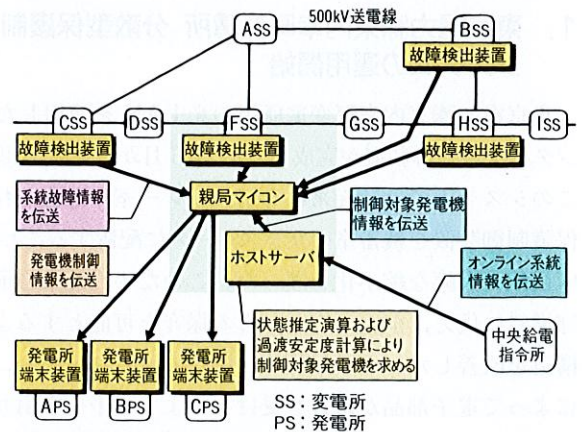 500kV送電線
ASS
BSS
故障検出装置
CSS
DSS
FSS
GSS
HSS
ISS
故障検出装置
故障検出装置
故障検出装置
系統故障情報
を伝送
親局マイコン
制御対象発電機
情報を伝送
発電機制御
情報を伝送
ホストサーバ
オンライン系統
情報を伝送
状態推定演算および
過渡安定度計算により
制御対象発電機を求める
中央給電
指令所
発電所
端末装置
発電所
端末装置
発電所
端末装置
APS
BPS
CPS
SS:変電所
PS:発電所